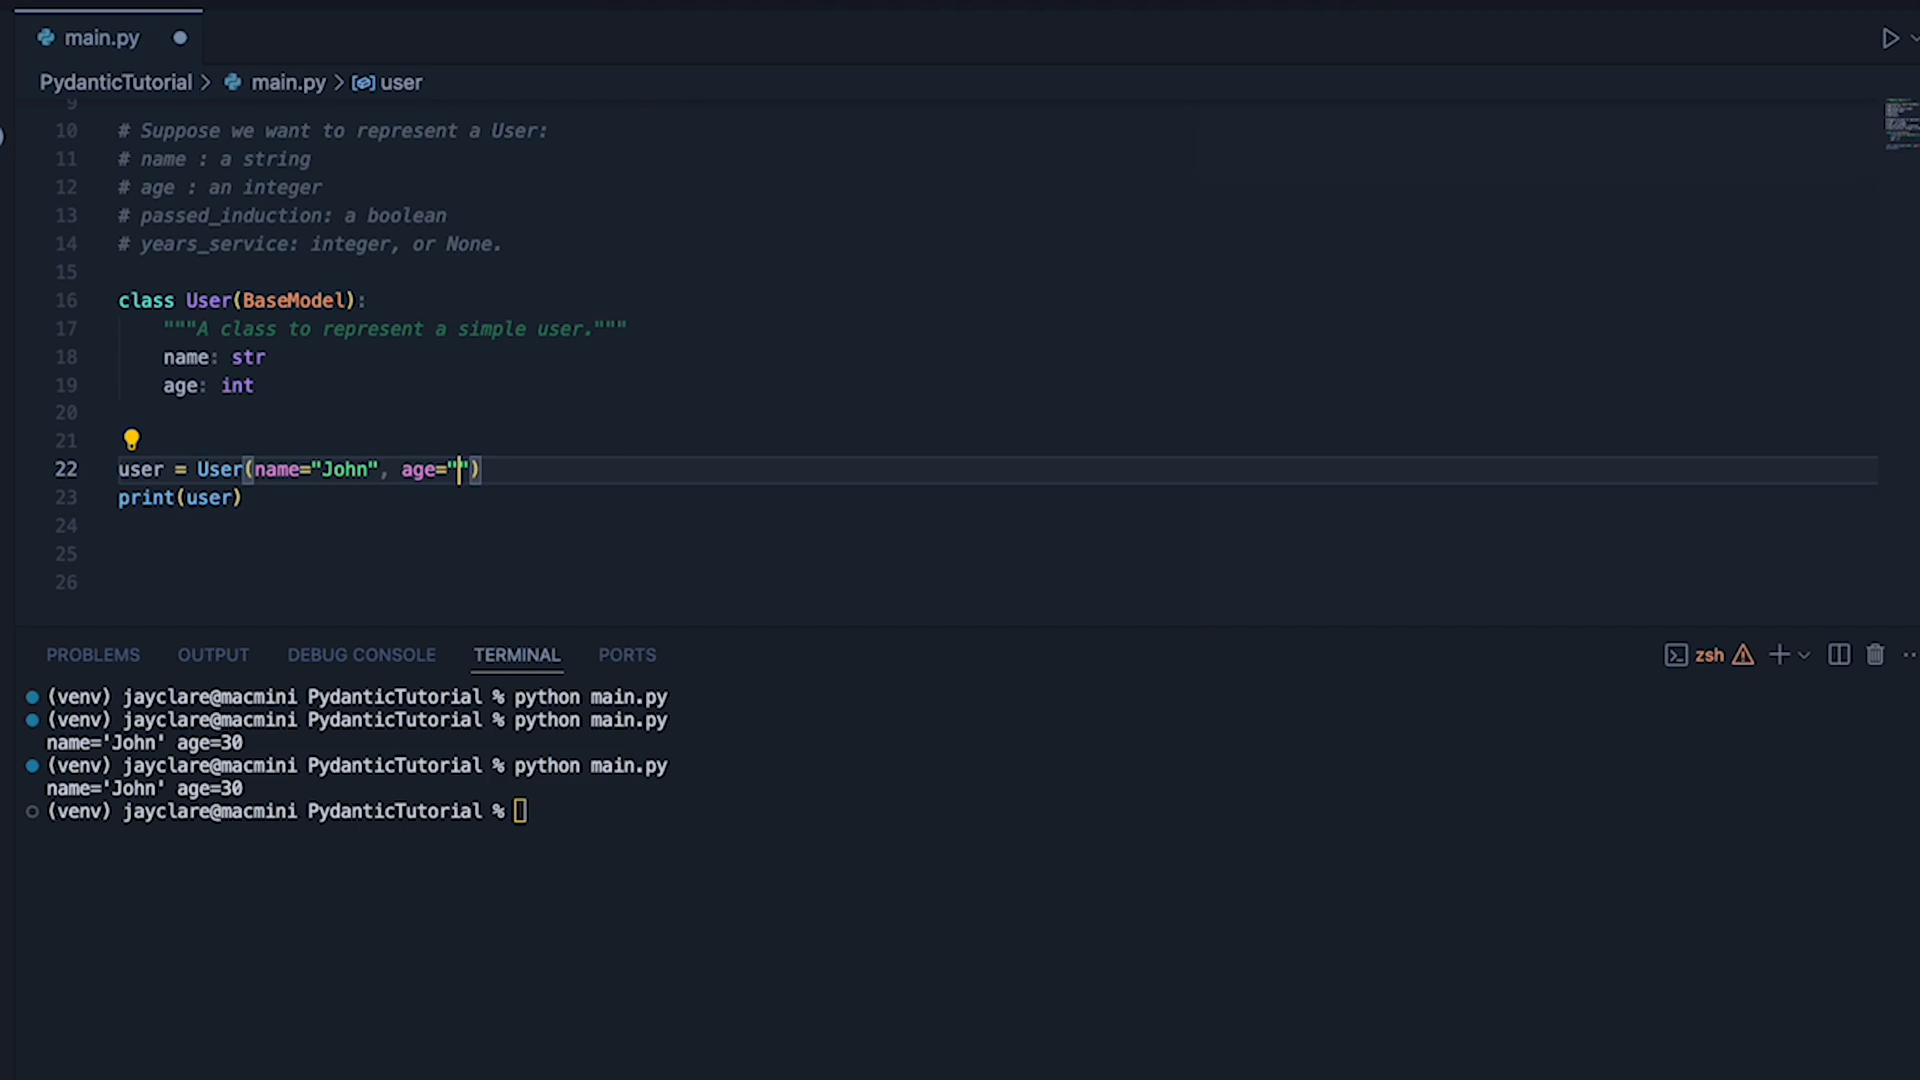 main.py
PydanticTutorial > main.py > user
9
10 # Suppose we want to represent a User:
11 # name : a string
12 # age : an integer
13 # passed_induction: a boolean
14 # years_service: integer, or None.
15
16 class User(BaseModel):
17     """A class to represent a simple user."""
18     name: str
19     age: int
20
21
22 user = User(name="John", age="")
23 print(user)
24
25
26
PROBLEMS OUTPUT DEBUG CONSOLE TERMINAL PORTS zsh
(venv) jayclare@macmini PydanticTutorial % python main.py
(venv) jayclare@macmini PydanticTutorial % python main.py
name='John' age=30
(venv) jayclare@macmini PydanticTutorial % python main.py
name='John' age=30
(venv) jayclare@macmini PydanticTutorial %